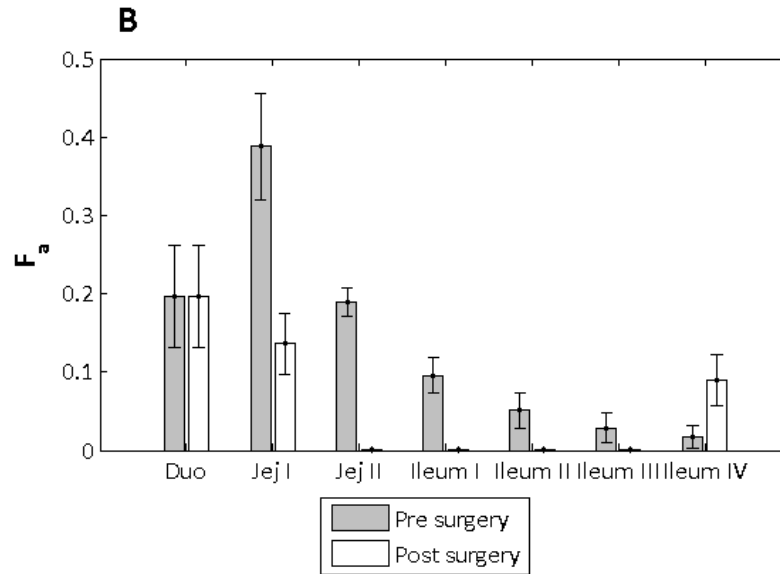 B
0.5
0.4
0.3
0.2
0.1
0
F a
Duo Jej I Jej II Ileum I Ileum II Ileum III Ileum IV
Pre surgery
Post surgery